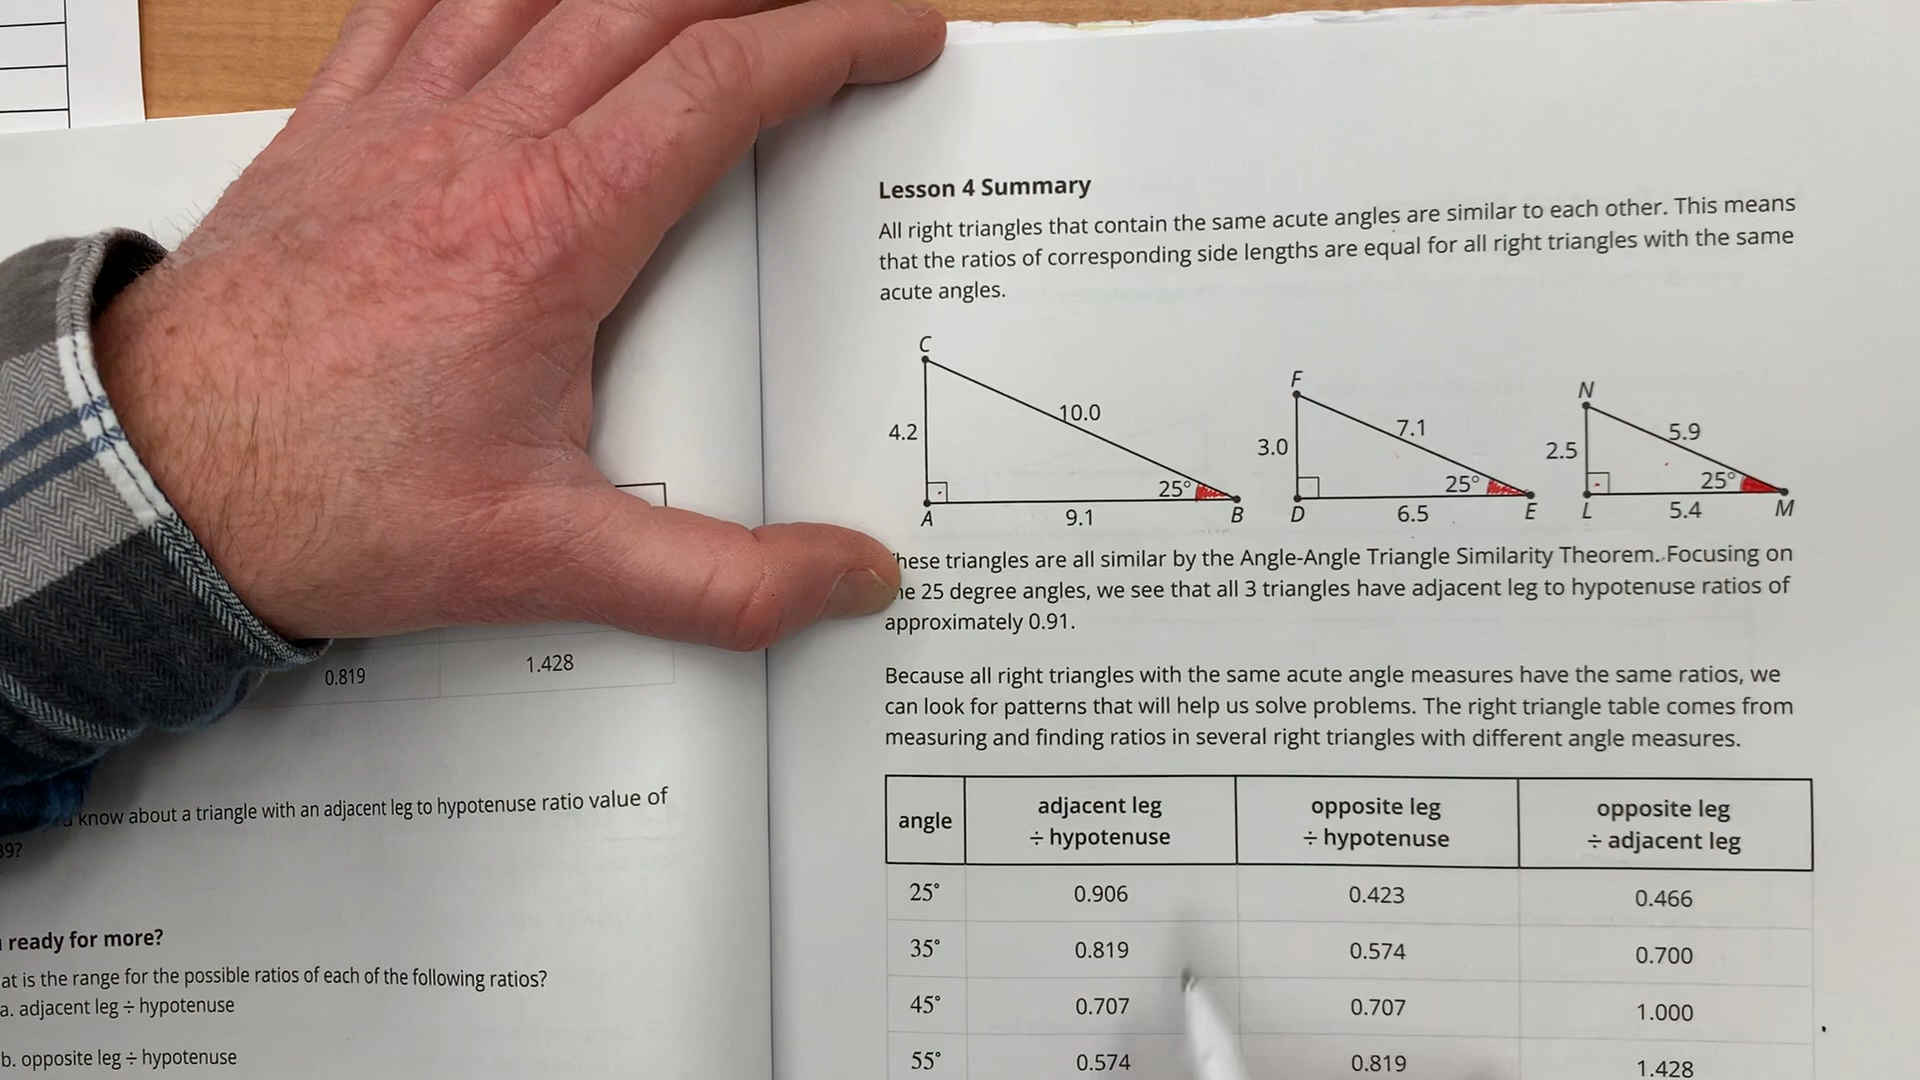 0.819 1.428
know about a triangle with an adjacent leg to hypotenuse ratio value of
39?
ready for more?
at is the range for the possible ratios of each of the following ratios?
a. adjacent leg ÷ hypotenuse
b. opposite leg ÷ hypotenuse
Lesson 4 Summary
All right triangles that contain the same acute angles are similar to each other. This means
that the ratios of corresponding side lengths are equal for all right triangles with the same
acute angles.
C
4.2
10.0
25°
A
9.1
B
F
3.0
7.1
25°
D
6.5
E
N
2.5
5.9
25°
L
5.4
M
hese triangles are all similar by the Angle-Angle Triangle Similarity Theorem. Focusing on
he 25 degree angles, we see that all 3 triangles have adjacent leg to hypotenuse ratios of
approximately 0.91.
Because all right triangles with the same acute angle measures have the same ratios, we
can look for patterns that will help us solve problems. The right triangle table comes from
measuring and finding ratios in several right triangles with different angle measures.
angle
adjacent leg
÷ hypotenuse
opposite leg
÷ hypotenuse
opposite leg
÷ adjacent leg
25° 0.906 0.423 0.466
35° 0.819 0.574 0.700
45° 0.707 0.707 1.000
55° 0.574 0.819 1.428